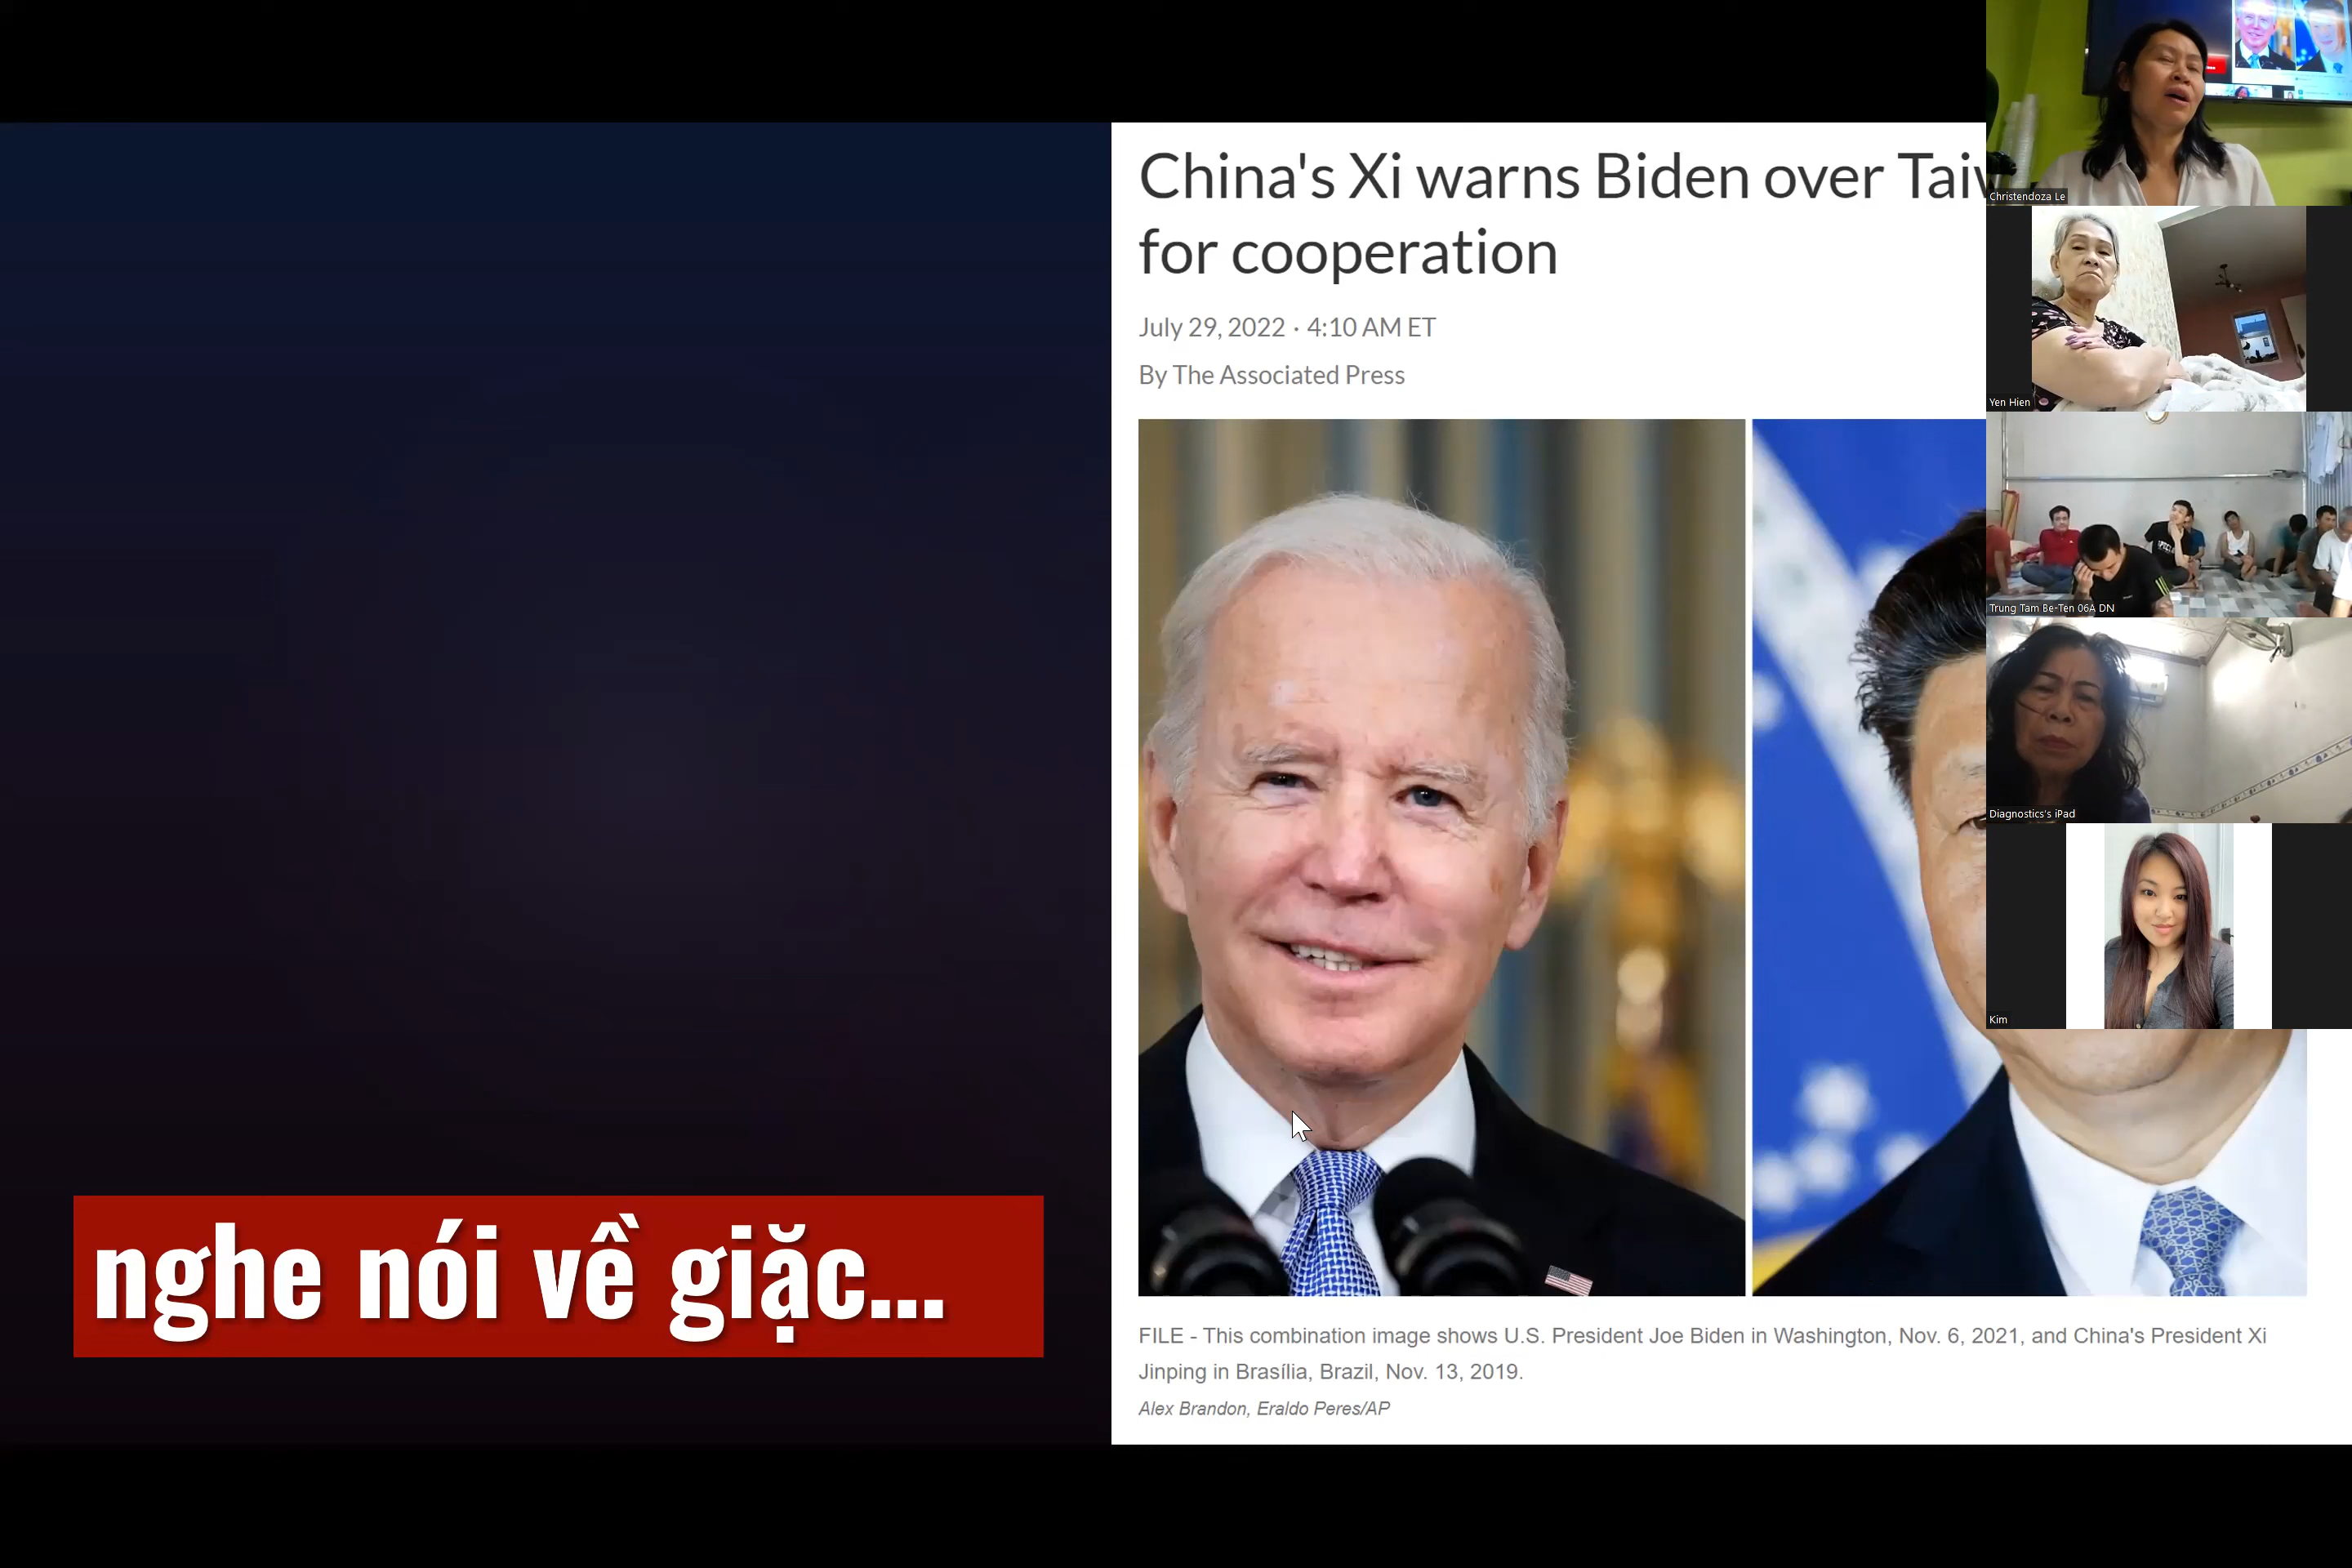 China's Xi warns Biden over Taiw
for cooperation
July 29, 2022 · 4:10 AM ET
By The Associated Press
nghe nói về giặc...
FILE - This combination image shows U.S. President Joe Biden in Washington, Nov. 6, 2021, and China's President Xi
Jinping in Brasília, Brazil, Nov. 13, 2019.
Alex Brandon, Eraldo Peres/AP
Christendoza Le
Yen Hien
Trung Tam Be-Ten 06A DN
Diagnostics's iPad
Kim